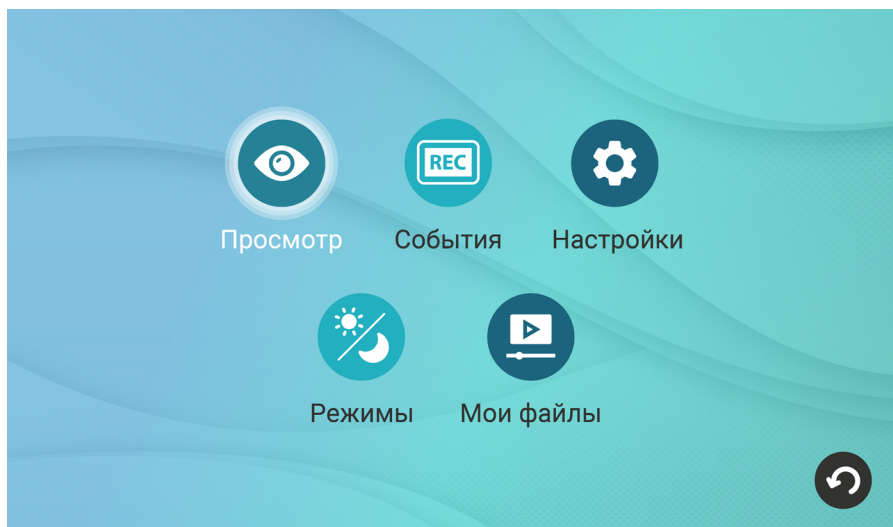 REC
Просмотр
События
Настройки
Режимы
Мои файлы